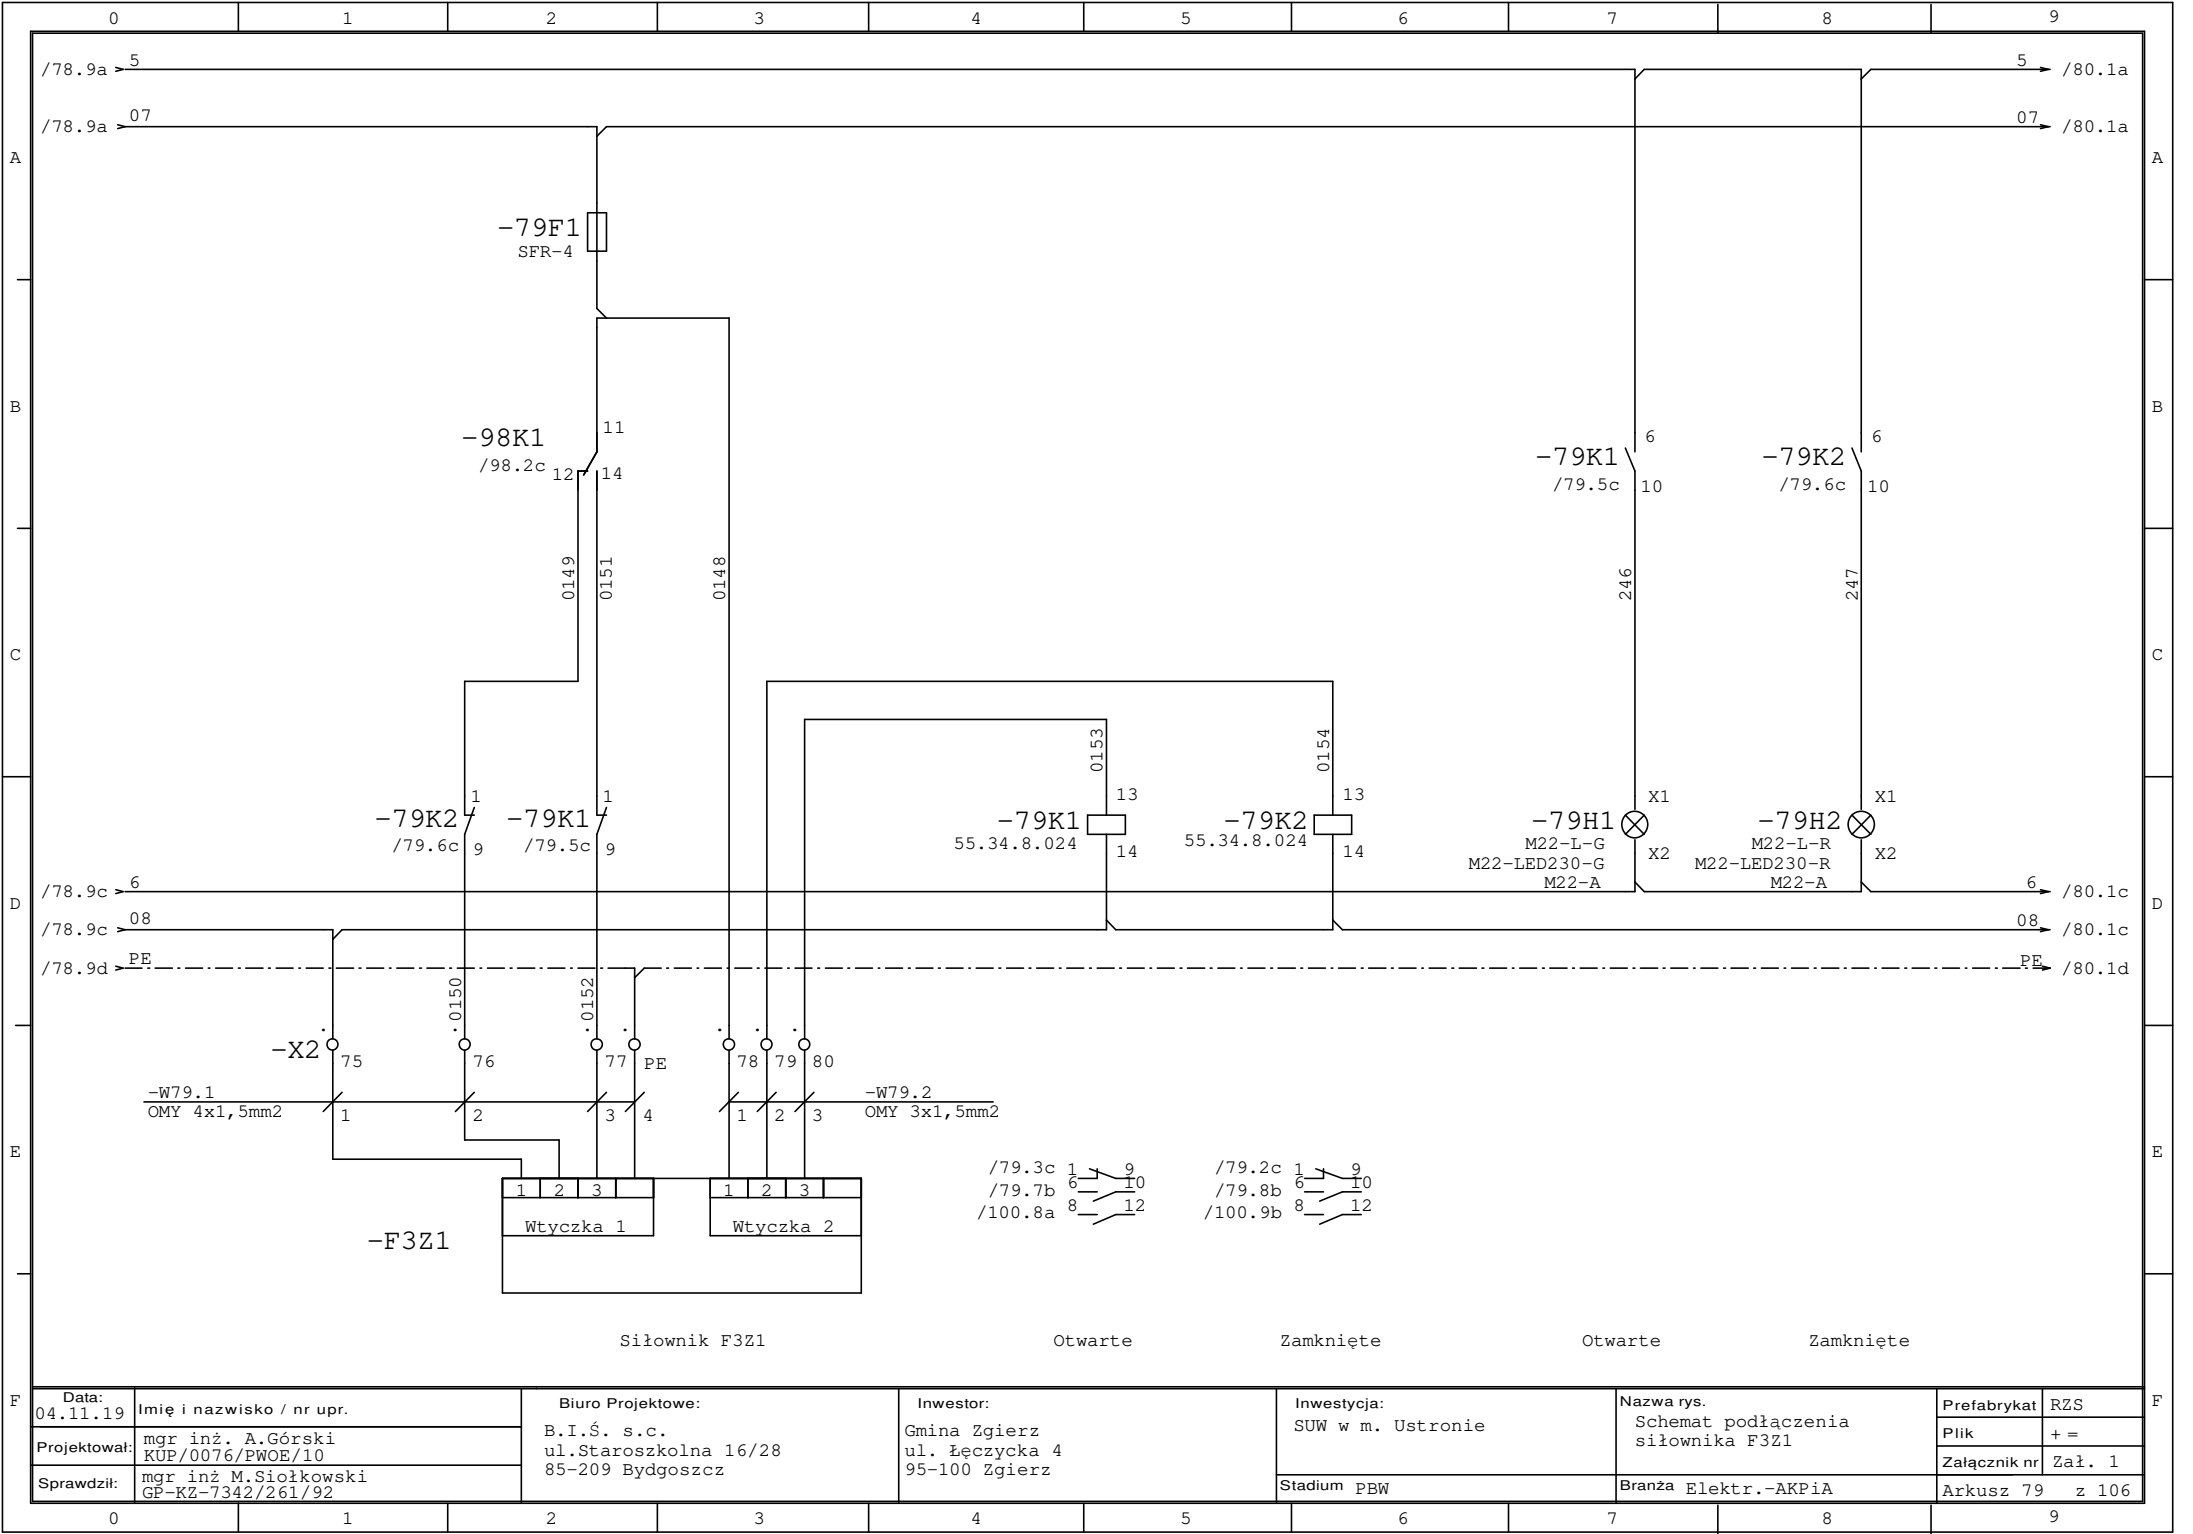 0 1 2 3 4 5 6 7 8 9
/78.9a 5 5 /80.1a
/78.9a 07 07 /80.1a
A A
-79F1
SFR-4
B B
-98K1 11
/98.2c 12 14
-79K1 6
/79.5c 10
-79K2 6
/79.6c 10
0149 0151 0148 246 247
C C
0153 0154
-79K2 1
/79.6c 9
-79K1 1
/79.5c 9
-79K1 13
55.34.8.024 14
-79K2 13
55.34.8.024 14
-79H1 X1
M22-L-G X2
M22-LED230-G
M22-A
-79H2 X1
M22-L-R X2
M22-LED230-R
M22-A
/78.9c 6 6 /80.1c
D D
/78.9c 08 08 /80.1c
/78.9d PE PE /80.1d
0150 0152
-X2 75 76 77 PE 78 79 80
-W79.1
OMY 4x1,5mm2 1 2 3 4
1 2 3 -W79.2
OMY 3x1,5mm2
E E
/79.3c 1 9
/79.7b 6 10
/100.8a 8 12
/79.2c 1 9
/79.8b 6 10
/100.9b 8 12
1 2 3
Wtyczka 1
1 2 3
Wtyczka 2
-F3Z1
Siłownik F3Z1 Otwarte Zamknięte Otwarte Zamknięte
F F
Data:
04.11.19
Imię i nazwisko / nr upr.
Projektował:
mgr inż. A.Górski
KUP/0076/PWOE/10
Sprawdził:
mgr inż M.Siołkowski
GP-KZ-7342/261/92
Biuro Projektowe:
B.I.Ś. s.c.
ul.Staroszkolna 16/28
85-209 Bydgoszcz
Inwestor:
Gmina Zgierz
ul. Łęczycka 4
95-100 Zgierz
Inwestycja:
SUW w m. Ustronie
Stadium PBW
Nazwa rys.
Schemat podłączenia
siłownika F3Z1
Branża Elektr.-AKPiA
Prefabrykat RZS
Plik + =
Załącznik nr Zał. 1
Arkusz 79 z 106
0 1 2 3 4 5 6 7 8 9